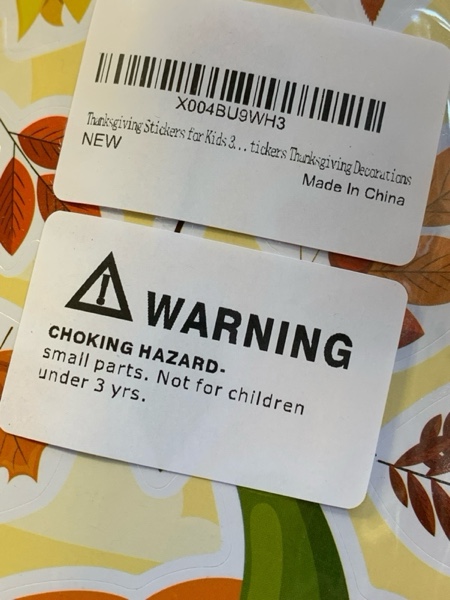 X004BU9WH3
Thanksgiving Stickers for Kids 3...tickers Thanksgiving Decorations
NEW
Made In China
WARNING
CHOKING HAZARD-
small parts. Not for children
under 3 yrs.